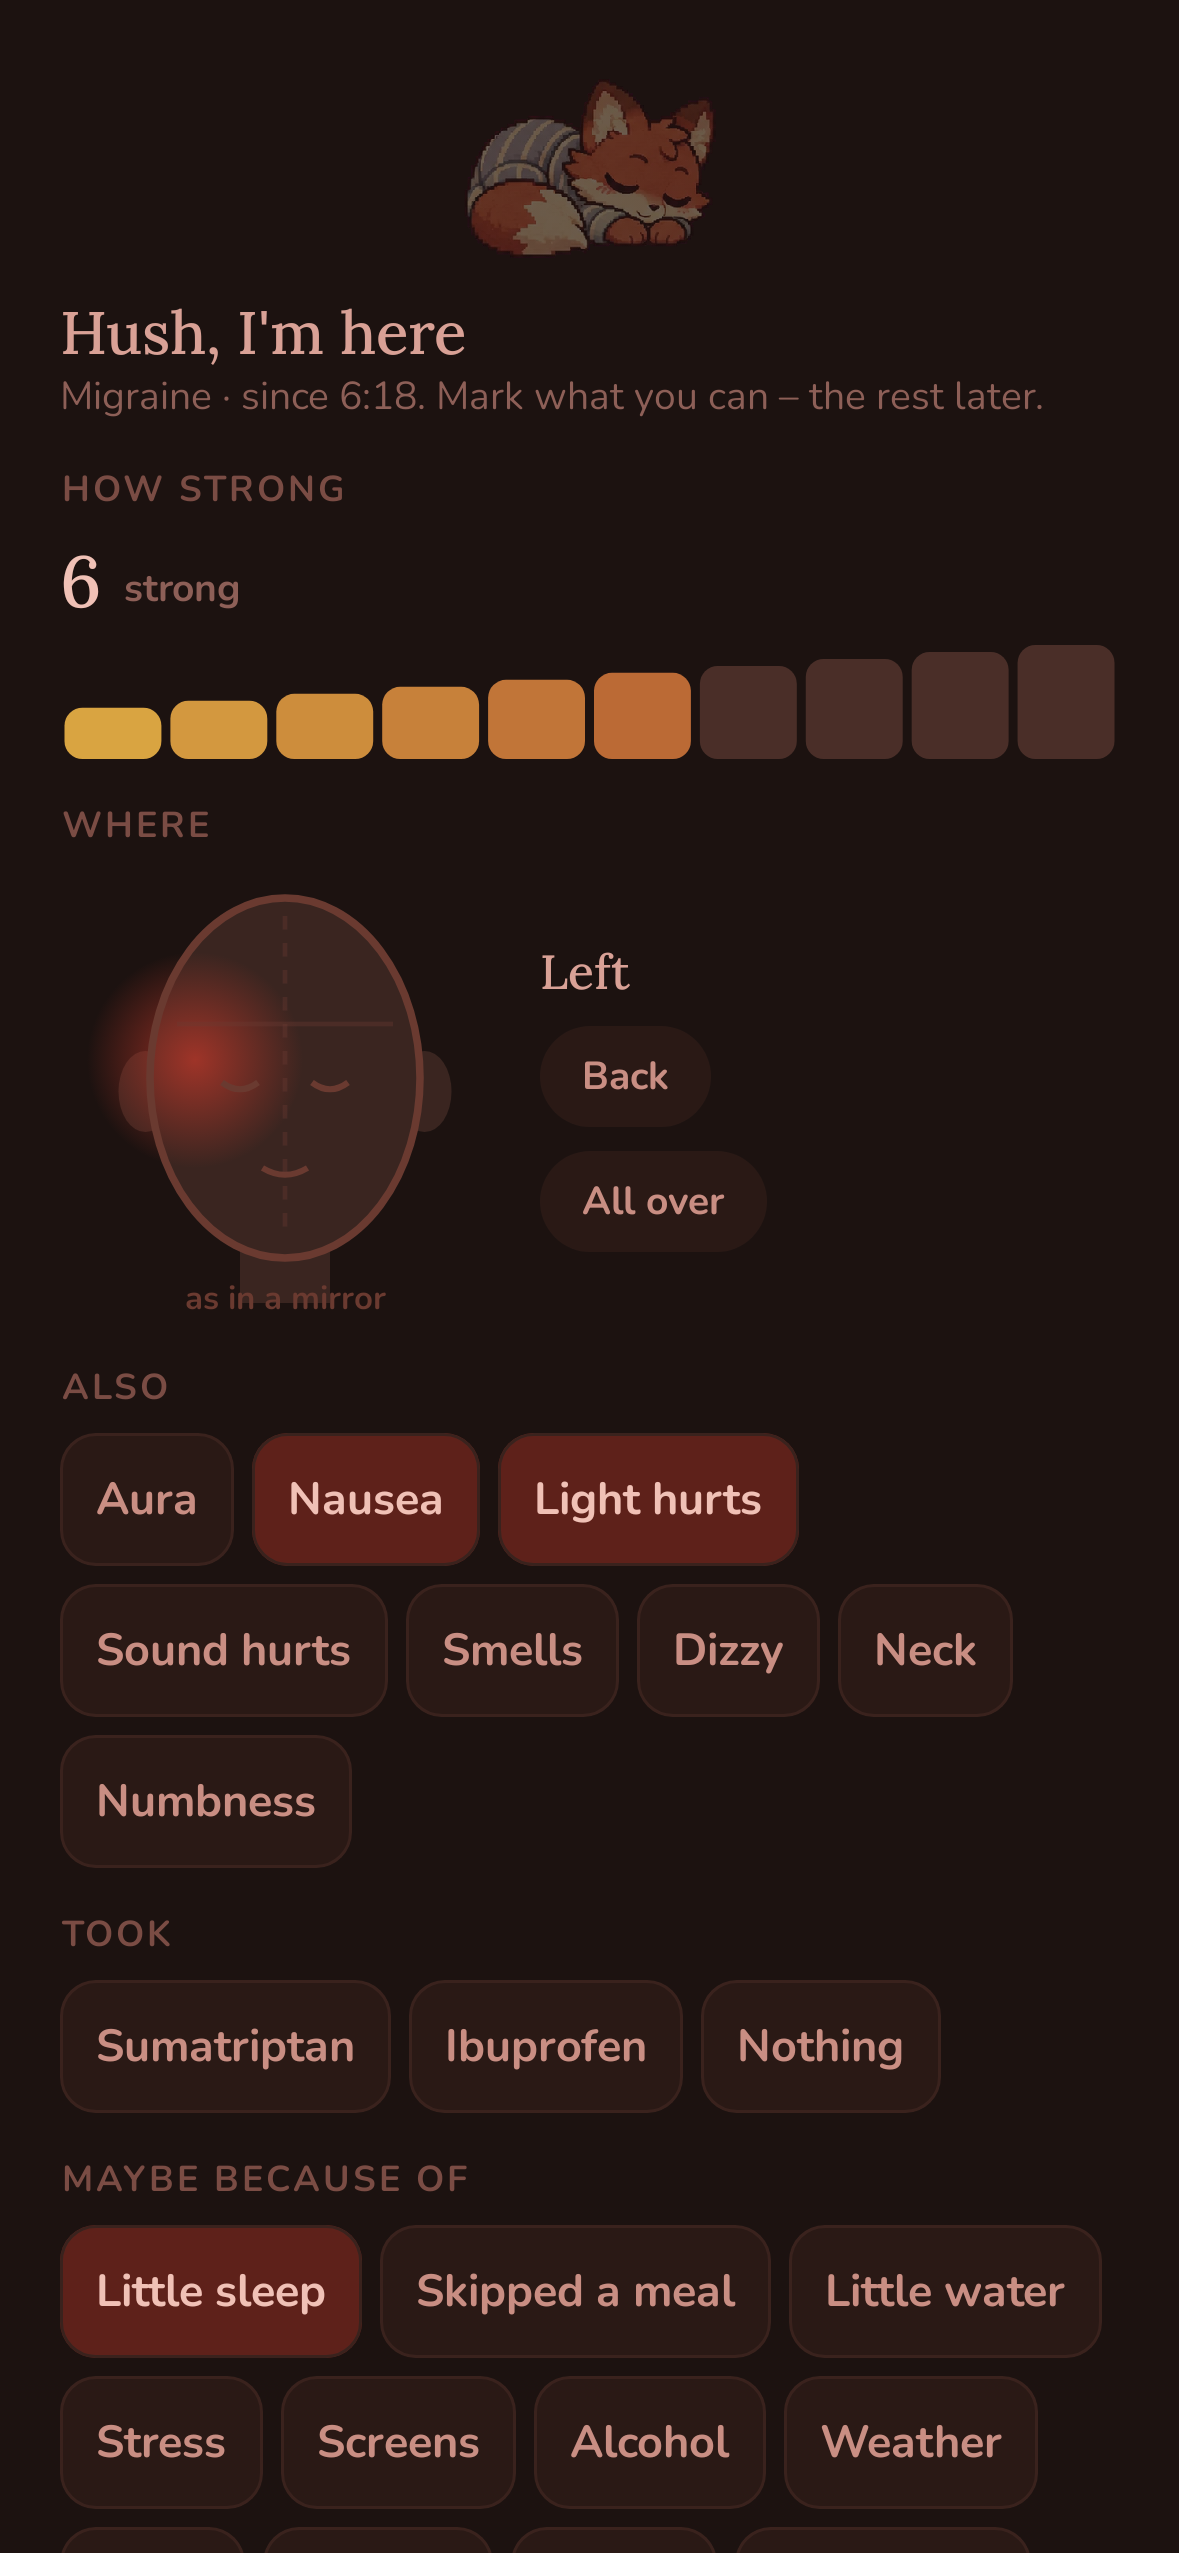 Hush, I'm here
Migraine · since 6:18. Mark what you can – the rest later.
HOW STRONG
6 strong
WHERE
Left
Back
All over
as in a mirror
ALSO
Aura Nausea Light hurts
Sound hurts Smells Dizzy Neck
Numbness
TOOK
Sumatriptan Ibuprofen Nothing
MAYBE BECAUSE OF
Little sleep Skipped a meal Little water
Stress Screens Alcohol Weather